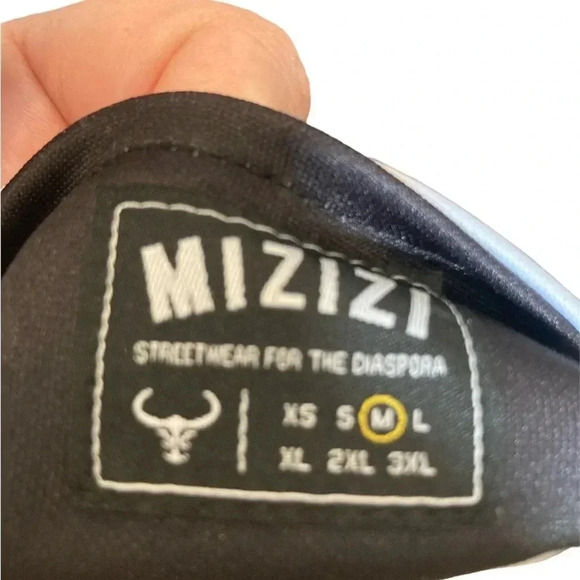 MIZIZI
STREETWEAR FOR THE DIASPORA
XS S M L
XL 2XL 3XL